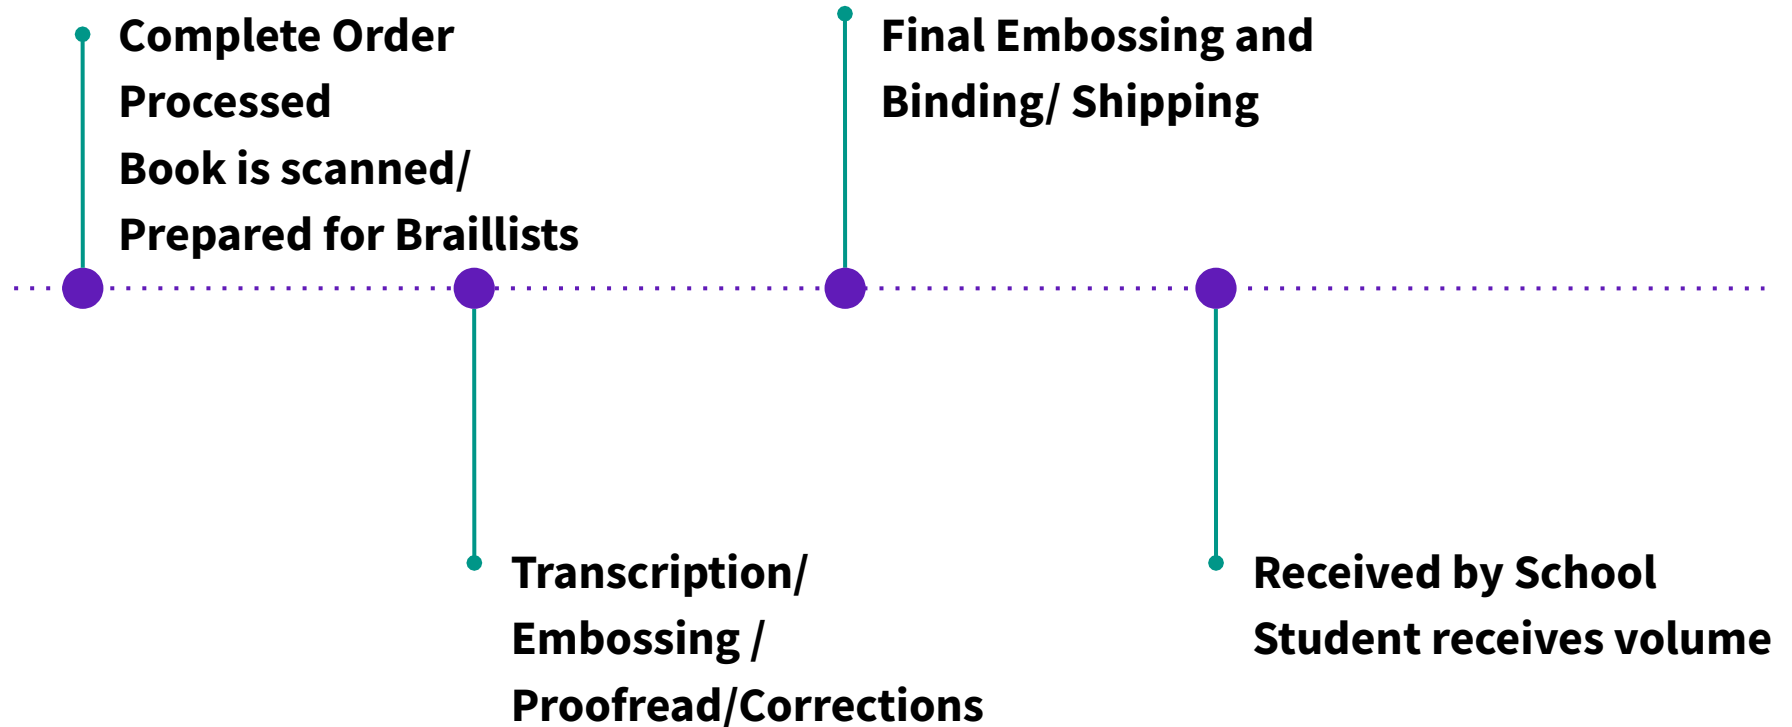 Complete Order
Processed
Book is scanned/
Prepared for Braillists
Transcription/
Embossing /
Proofread/Corrections
Final Embossing and
Binding/ Shipping
Received by School
Student receives volume